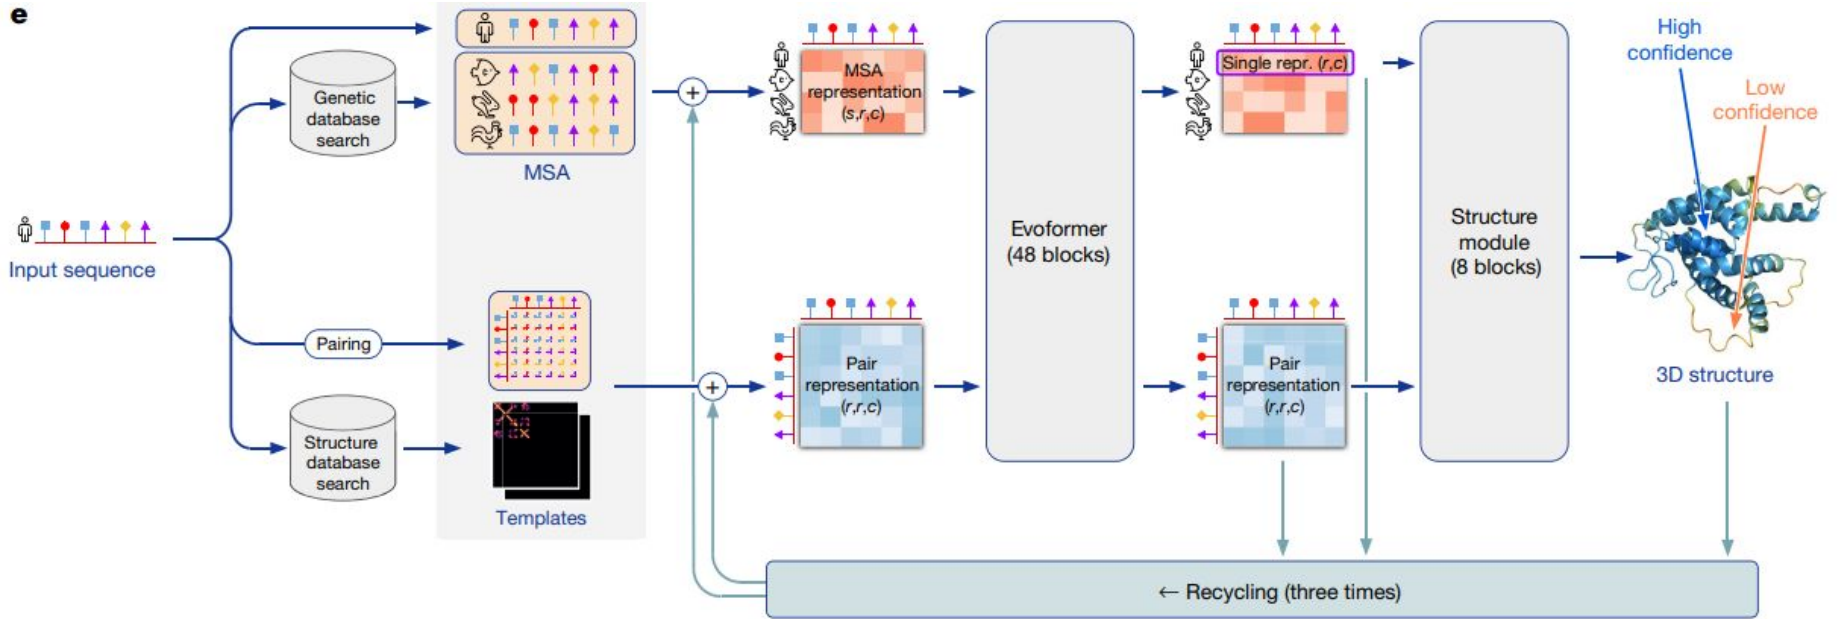 e
Input sequence
Genetic
database
search
Pairing
Structure
database
search
MSA
Templates
+
+
MSA
representation
(s,r,c)
Pair
representation
(r,r,c)
Evoformer
(48 blocks)
Single repr. (r,c)
Pair
representation
(r,r,c)
Structure
module
(8 blocks)
High
confidence
Low
confidence
3D structure
← Recycling (three times)